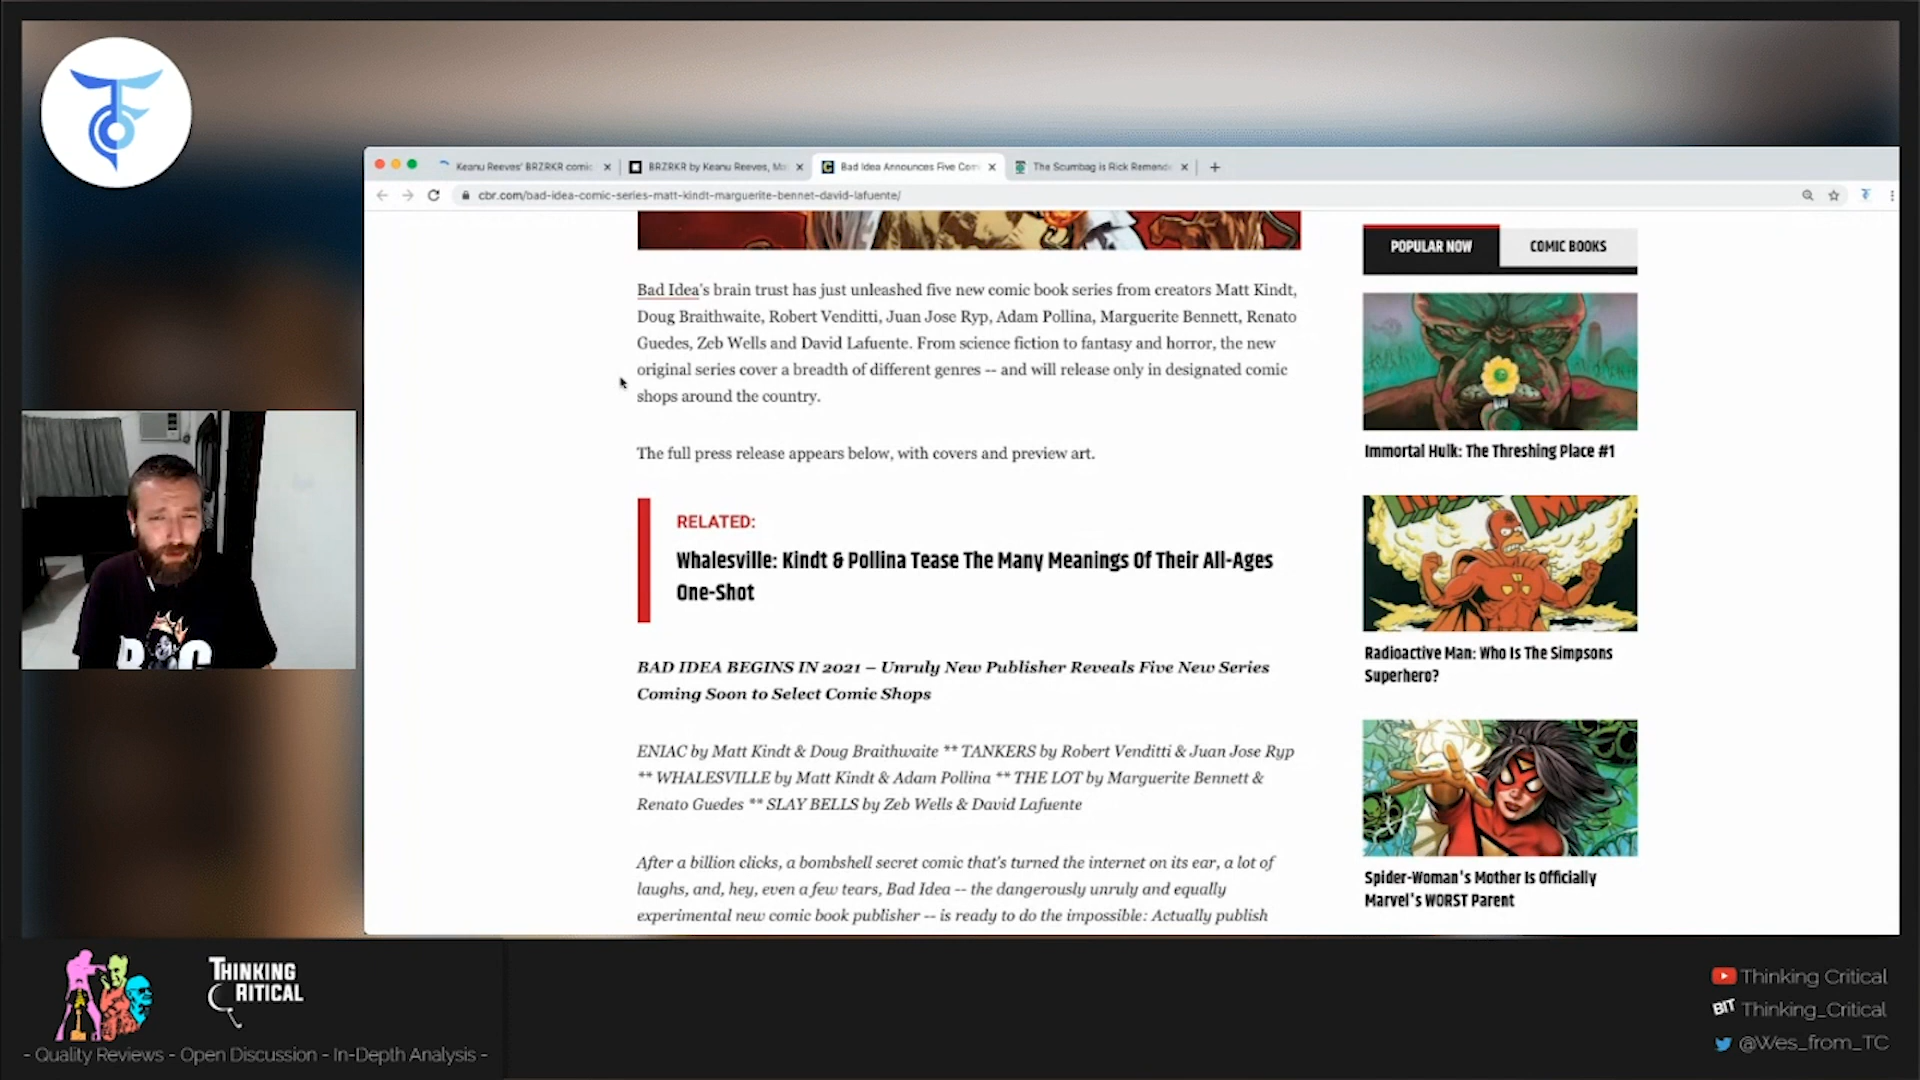 Keanu Reeves' BRZRKR comic
BRZRKR by Keanu Reeves, Ma
Bad Idea Announces Five Com
The Scumbag is Rick Remende
cbr.com/bad-idea-comic-series-matt-kindt-marguerite-bennet-david-lafuente/
Bad Idea's brain trust has just unleashed five new comic book series from creators Matt Kindt,
Doug Braithwaite, Robert Venditti, Juan Jose Ryp, Adam Pollina, Marguerite Bennett, Renato
Guedes, Zeb Wells and David Lafuente. From science fiction to fantasy and horror, the new
original series cover a breadth of different genres -- and will release only in designated comic
shops around the country.
The full press release appears below, with covers and preview art.
RELATED:
Whalesville: Kindt & Pollina Tease The Many Meanings Of Their All-Ages
One-Shot
BAD IDEA BEGINS IN 2021 – Unruly New Publisher Reveals Five New Series
Coming Soon to Select Comic Shops
ENIAC by Matt Kindt & Doug Braithwaite ** TANKERS by Robert Venditti & Juan Jose Ryp
** WHALESVILLE by Matt Kindt & Adam Pollina ** THE LOT by Marguerite Bennett &
Renato Guedes ** SLAY BELLS by Zeb Wells & David Lafuente
After a billion clicks, a bombshell secret comic that's turned the internet on its ear, a lot of
laughs, and, hey, even a few tears, Bad Idea -- the dangerously unruly and equally
experimental new comic book publisher -- is ready to do the impossible: Actually publish
POPULAR NOW
COMIC BOOKS
Immortal Hulk: The Threshing Place #1
Radioactive Man: Who Is The Simpsons
Superhero?
Spider-Woman's Mother Is Officially
Marvel's WORST Parent
THINKING
CRITICAL
- Quality Reviews - Open Discussion - In-Depth Analysis -
Thinking Critical
BIT Thinking_Critical
@Wes_from_TC